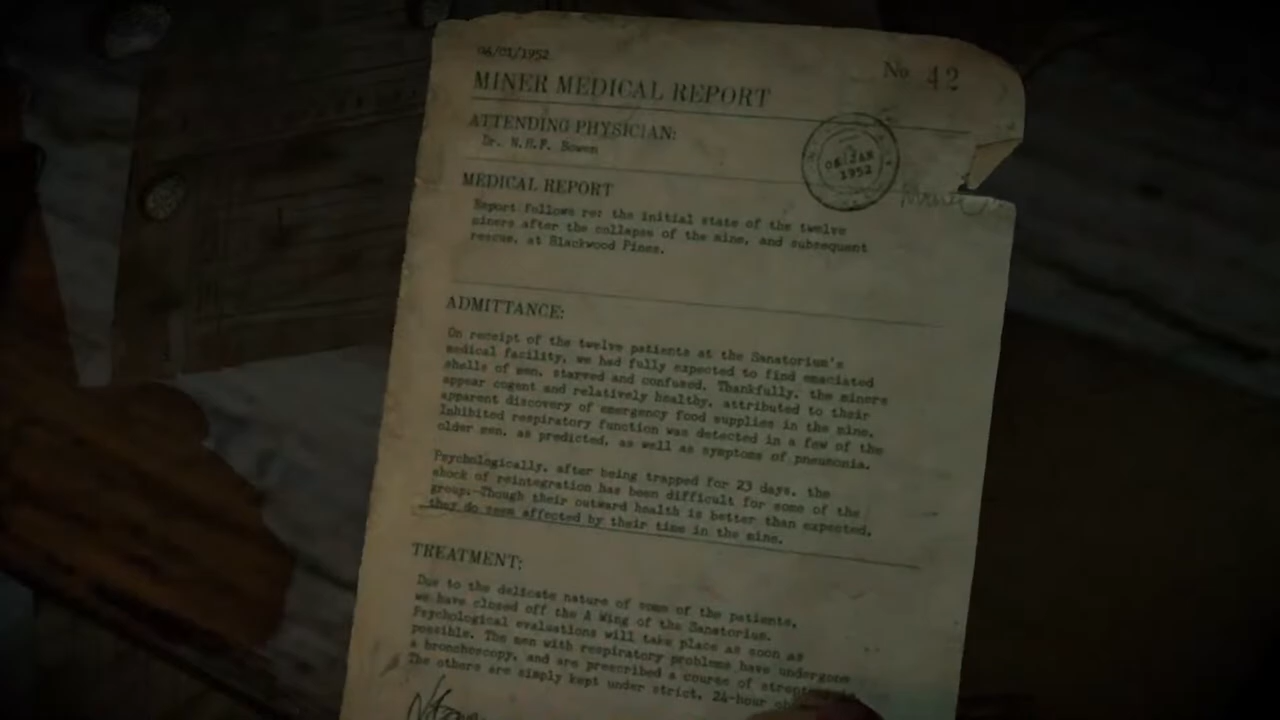 06/01/1952
No 42
MINER MEDICAL REPORT
ATTENDING PHYSICIAN:
Dr. N.H.F. Bowen
06 JAN
1952
MEDICAL REPORT
Report follows re: the initial state of the twelve
miners after the collapse of the mine, and subsequent
rescue, at Blackwood Pines.
ADMITTANCE:
On receipt of the twelve patients at the Sanatorium's
medical facility, we had fully expected to find emaciated
shells of men, starved and confused. Thankfully, the miners
appear cogent and relatively healthy, attributed to their
apparent discovery of emergency food supplies in the mine.
Inhibited respiratory function was detected in a few of the
older men, as predicted, as well as symptoms of pneumonia.
Psychologically, after being trapped for 23 days, the
shock of reintegration has been difficult for some of the
group. Though their outward health is better than expected,
they do seem affected by their time in the mine.
TREATMENT:
Due to the delicate nature of some of the patients,
we have closed off the A Wing of the Sanatorium.
Psychological evaluations will take place as soon as
possible. The men with respiratory problems have undergone
a bronchoscopy, and are prescribed a course of
The others are simply kept under strict, 24-hour